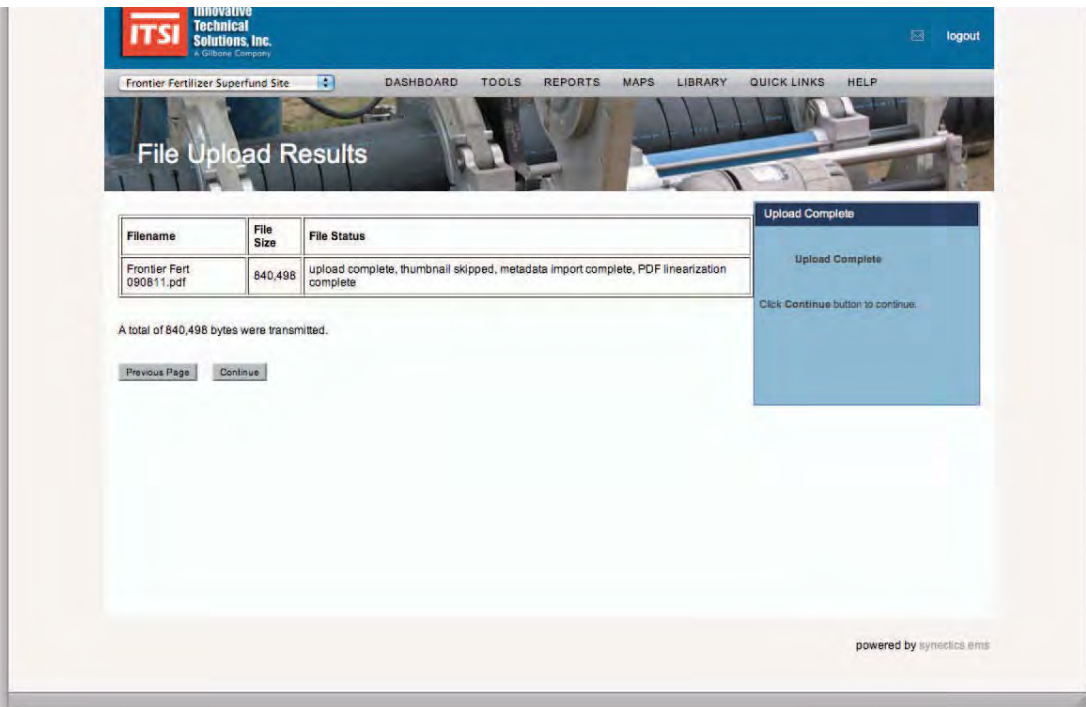 Innovative
ITSI Technical
Solutions, Inc.
A Gilbane Company
logout
Frontier Fertilizer Superfund Site
DASHBOARD TOOLS REPORTS MAPS LIBRARY QUICK LINKS HELP
File Upload Results
Filename File Size File Status
Frontier Fert 090811.pdf 840,498 upload complete, thumbnail skipped, metadata import complete, PDF linearization complete
A total of 840,498 bytes were transmitted.
Previous Page Continue
Upload Complete
Upload Complete
Click Continue button to continue.
powered by synectics ems